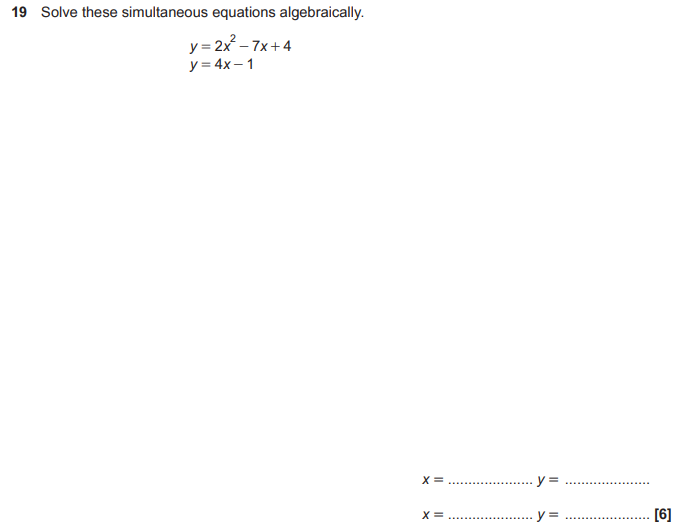 19 Solve these simultaneous equations algebraically.
y = 2x² – 7x + 4
y = 4x – 1
x = ..................... y = .....................
x = ..................... y = ..................... [6]